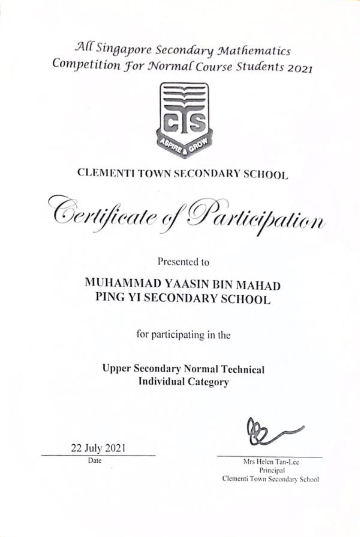 All Singapore Secondary Mathematics
Competition For Normal Course Students 2021
CTS
ASPIRE & GROW
CLEMENTI TOWN SECONDARY SCHOOL
Certificate of Participation
Presented to
MUHAMMAD YAASIN BIN MAHAD
PING YI SECONDARY SCHOOL
for participating in the
Upper Secondary Normal Technical
Individual Category
22 July 2021
Date
Mrs Helen Tan-Lee
Principal
Clementi Town Secondary School